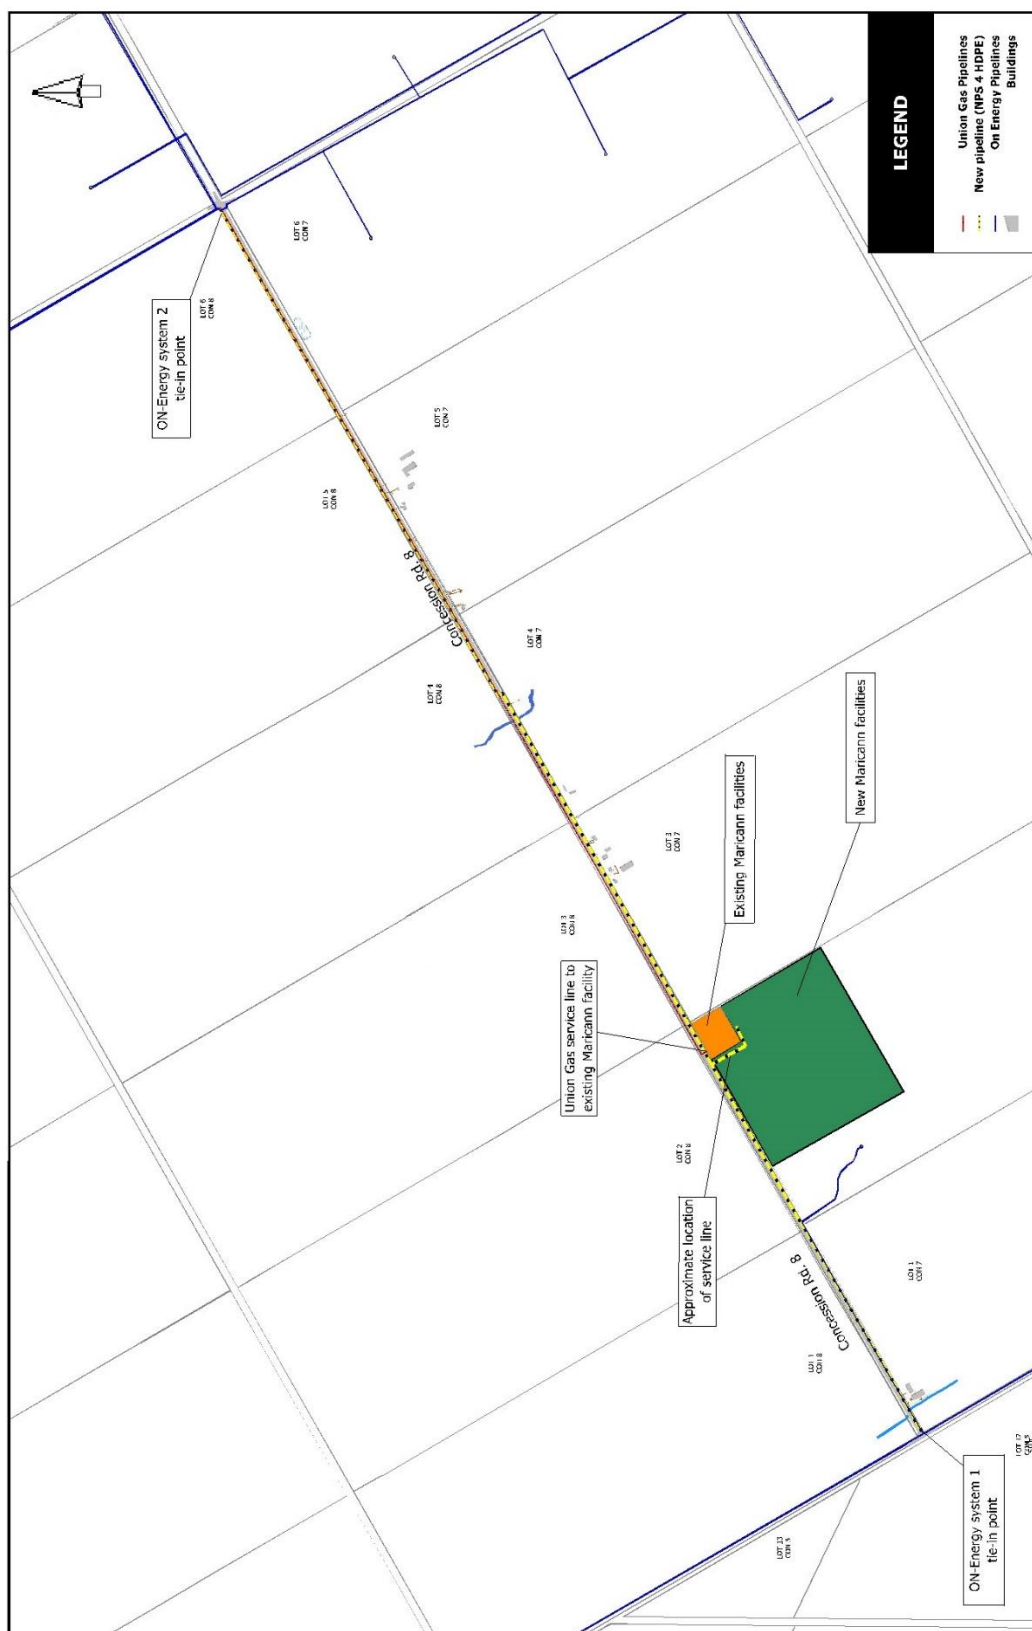 LEGEND
Union Gas Pipelines
New pipeline (NPS 4 HDPE)
On Energy Pipelines
Buildings
ON-Energy system 2
tie-in point
LOT 6
CON 8
LOT 6
CON 7
LOT 5
CON 8
LOT 5
CON 7
Concession Rd. 8
LOT 4
CON 8
LOT 4
CON 7
LOT 3
CON 8
LOT 3
CON 7
Existing Maricann facilities
New Maricann facilities
Union Gas service line to
existing Maricann facility
LOT 2
CON 8
Approximate location
of service line
Concession Rd. 8
LOT 1
CON 8
LOT 1
CON 7
ON-Energy system 1
tie-in point
LOT 13
LOT 12